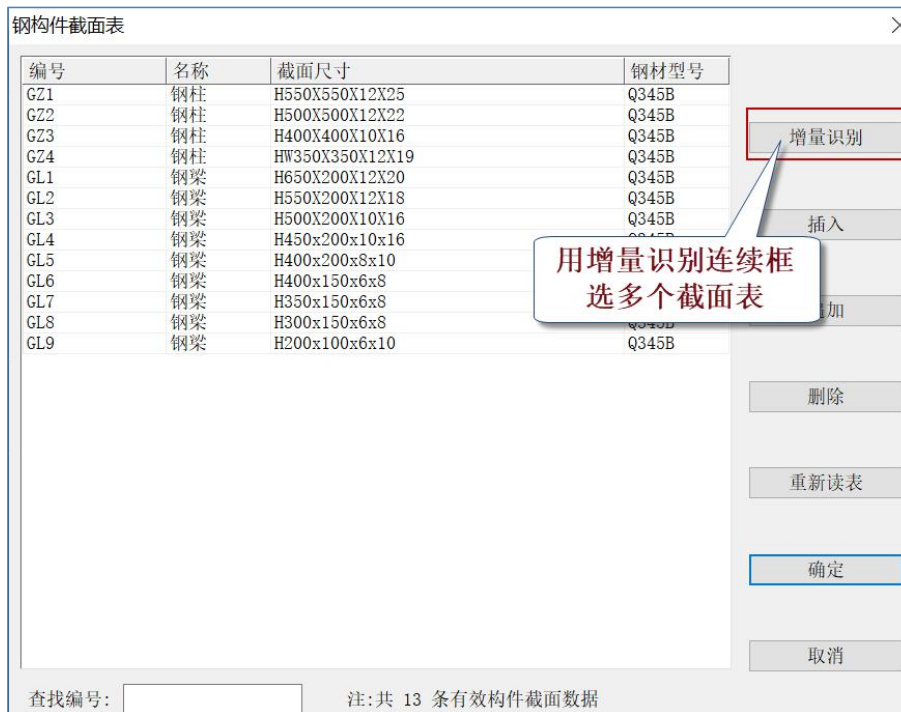 钢构件截面表
编号 名称 截面尺寸 钢材型号
GZ1 钢柱 H550X550X12X25 Q345B
GZ2 钢柱 H500X500X12X22 Q345B
GZ3 钢柱 H400X400X10X16 Q345B
GZ4 钢柱 HW350X350X12X19 Q345B
GL1 钢梁 H650X200X12X20 Q345B
GL2 钢梁 H550X200X12X18 Q345B
GL3 钢梁 H500X200X10X16 Q345B
GL4 钢梁 H450x200x10x16 Q345B
GL5 钢梁 H400x200x8x10
GL6 钢梁 H400x150x6x8
GL7 钢梁 H350x150x6x8
GL8 钢梁 H300x150x6x8 Q345B
GL9 钢梁 H200x100x6x10 Q345B
增量识别
插入
用增量识别连续框
选多个截面表
追加
删除
重新读表
确定
取消
查找编号: 注:共 13 条有效构件截面数据